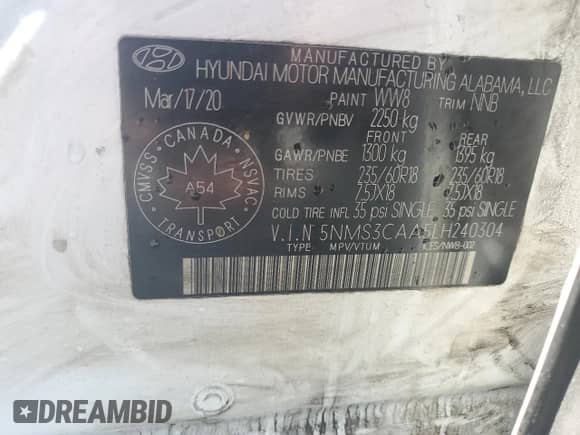 MANUFACTURED BY
HYUNDAI MOTOR MANUFACTURING ALABAMA, LLC
Mar/17/20 PAINT WW8 TRIM NNB
GVWR/PNBV 2250 kg
FRONT REAR
GAWR/PNBE 1300 kg 1395 kg
TIRES 235/60R18 235/60R18
RIMS 7.5JX18 7.5JX18
COLD TIRE INFL 35 psi SINGLE 35 psi SINGLE
V.I.N 5NMS3CAA5LH240304
TYPE MPV/VTUM
CMVSS CANADA NSVAC
TRANSPORT
A54
DREAMBID